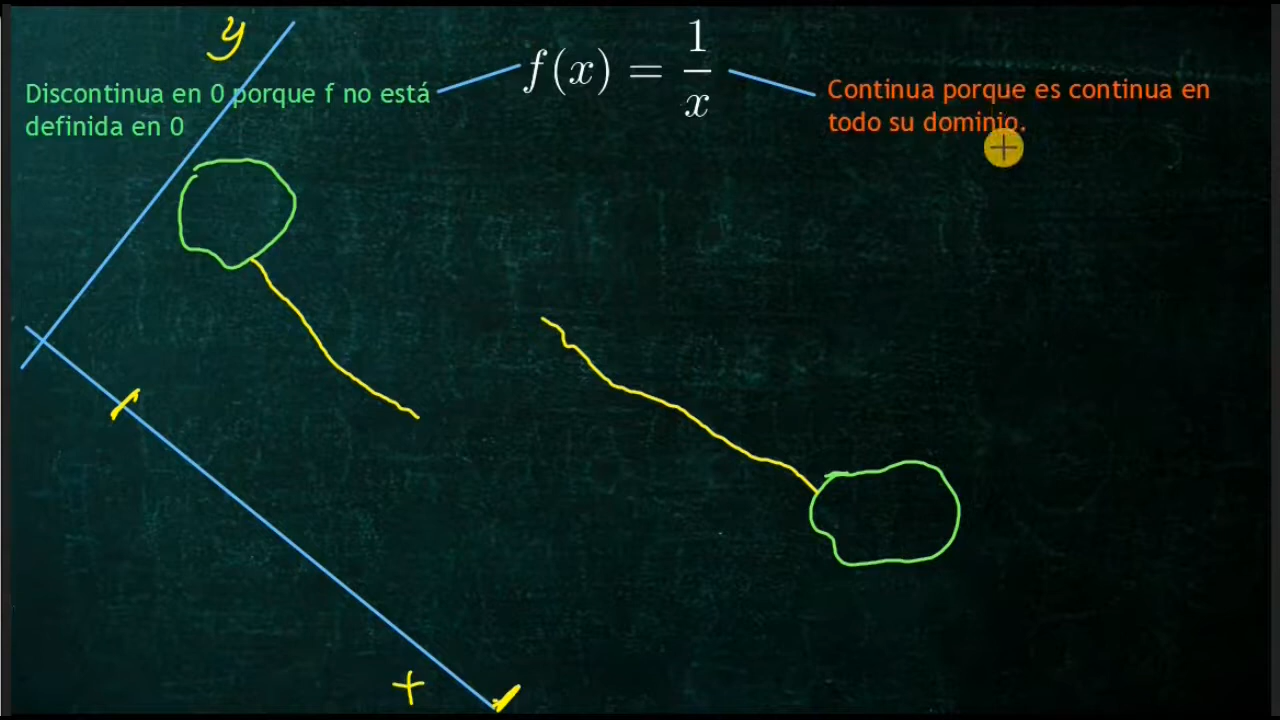 y
f(x) = 1/x
Discontinua en 0 porque f no está
definida en 0
Continua porque es continua en
todo su dominio.
+